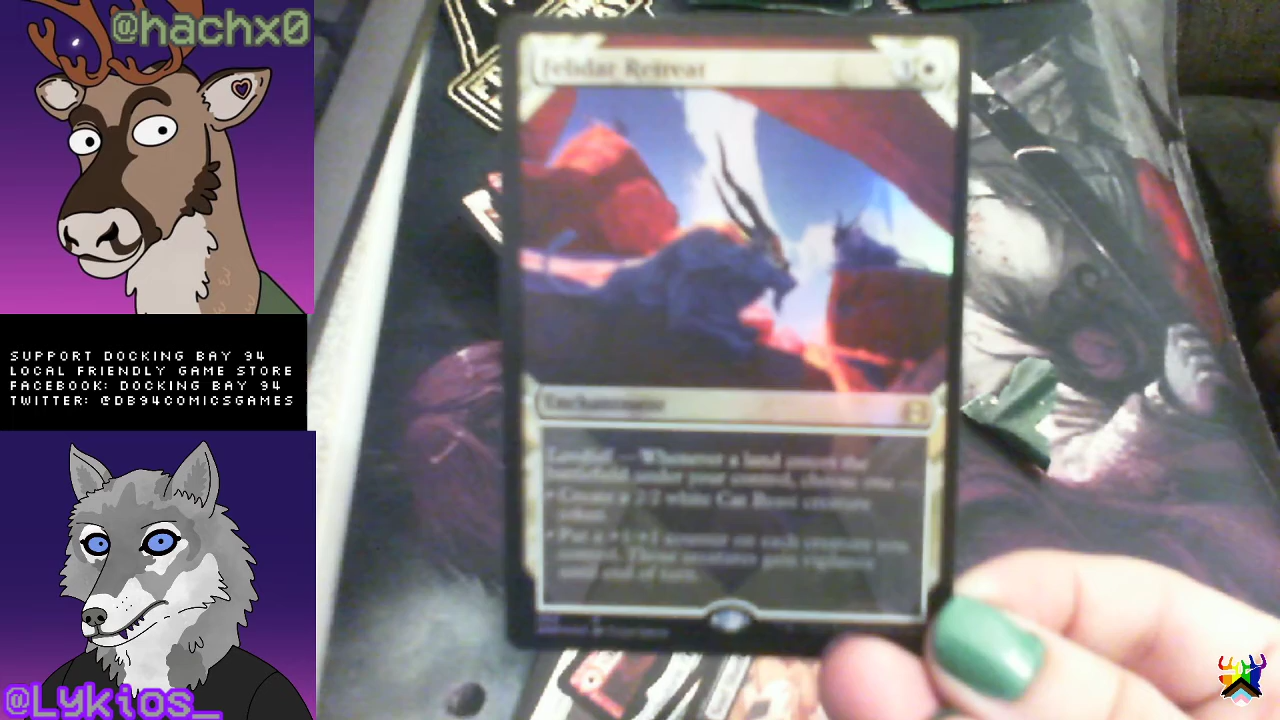 @hachx0
SUPPORT DOCKING BAY 94
LOCAL FRIENDLY GAME STORE
FACEBOOK: DOCKING BAY 94
TWITTER: @DB94COMICSGAMES
@Lykios_
Felidar Retreat
3
Enchantment
Landfall — Whenever a land enters the
battlefield under your control, choose one —
• Create a 2/2 white Cat Beast creature
token.
• Put a +1/+1 counter on each creature you
control. Those creatures gain vigilance
until end of turn.